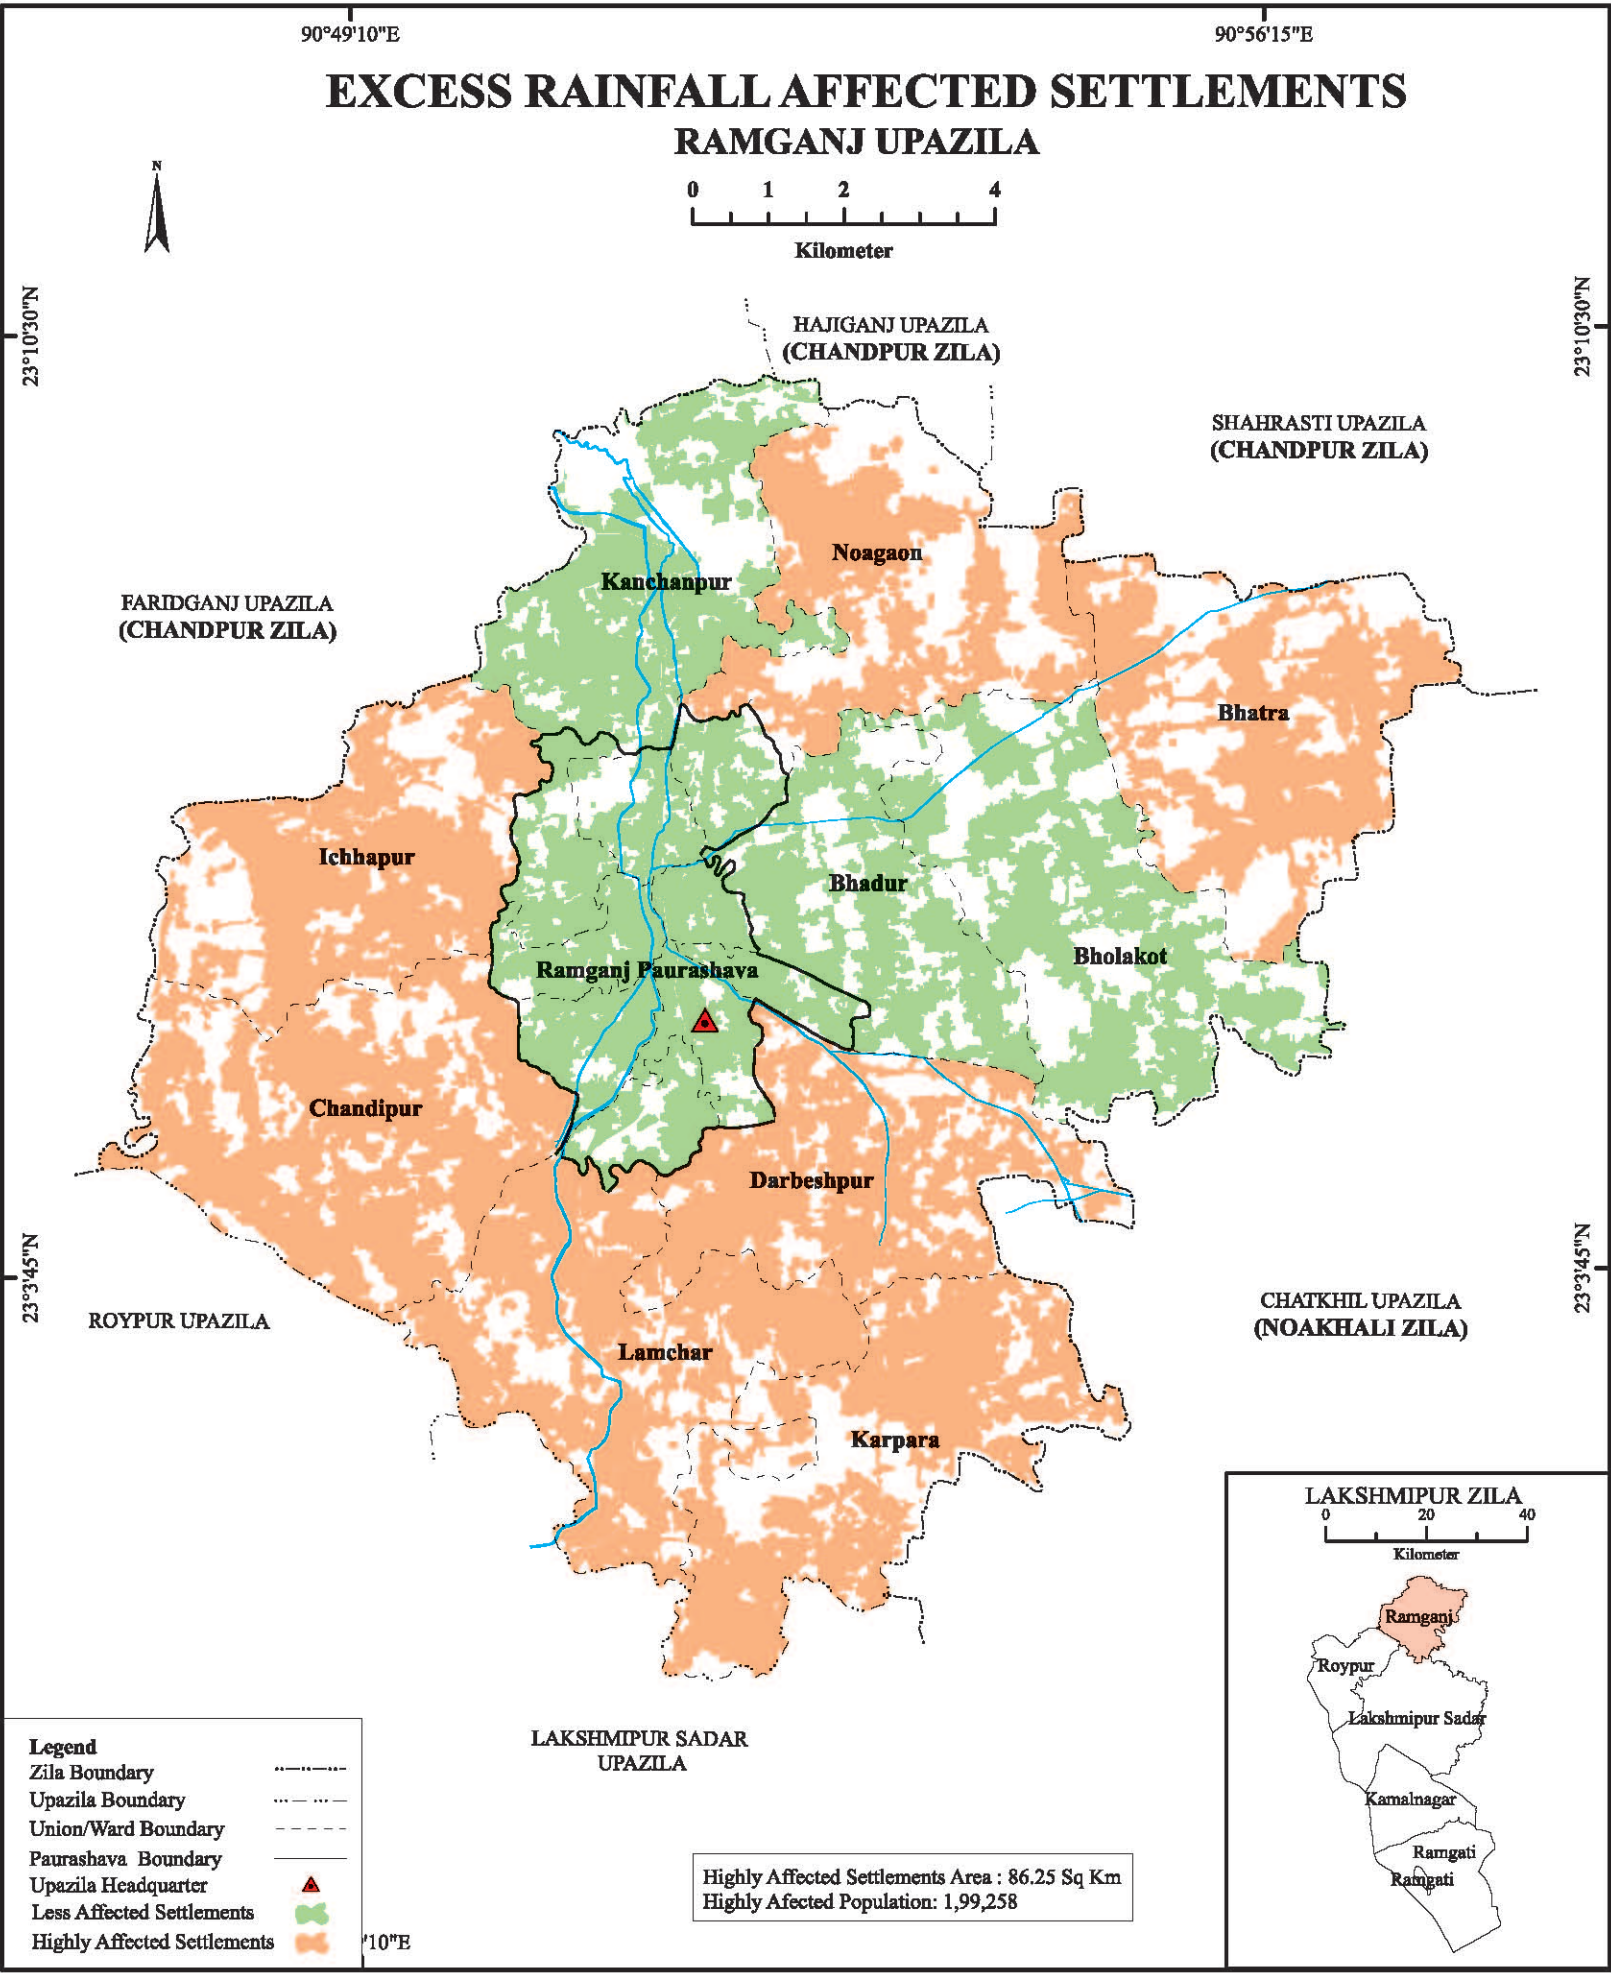 90°49'10"E
90°56'15"E
EXCESS RAINFALL AFFECTED SETTLEMENTS
RAMGANJ UPAZILA
N
0 1 2 4
Kilometer
23°10'30"N
23°10'30"N
HAJIGANJ UPAZILA
(CHANDPUR ZILA)
SHAHRASTI UPAZILA
(CHANDPUR ZILA)
Noagaon
Kanchanpur
FARIDGANJ UPAZILA
(CHANDPUR ZILA)
Bhatra
Ichhapur
Bhadur
Bholakot
Ramganj Paurashava
Chandipur
Darbeshpur
23°3'45"N
23°3'45"N
ROYPUR UPAZILA
CHATKHIL UPAZILA
(NOAKHALI ZILA)
Lamchar
Karpara
LAKSHMIPUR ZILA
0 20 40
Kilometer
Ramganj
Roypur
Lakshmipur Sadar
Kamalnagar
Ramgati
Ramgati
LAKSHMIPUR SADAR
UPAZILA
Legend
Zila Boundary
Upazila Boundary
Union/Ward Boundary
Paurashava Boundary
Upazila Headquarter
Less Affected Settlements
Highly Affected Settlements
'10"E
Highly Affected Settlements Area : 86.25 Sq Km
Highly Afected Population: 1,99,258